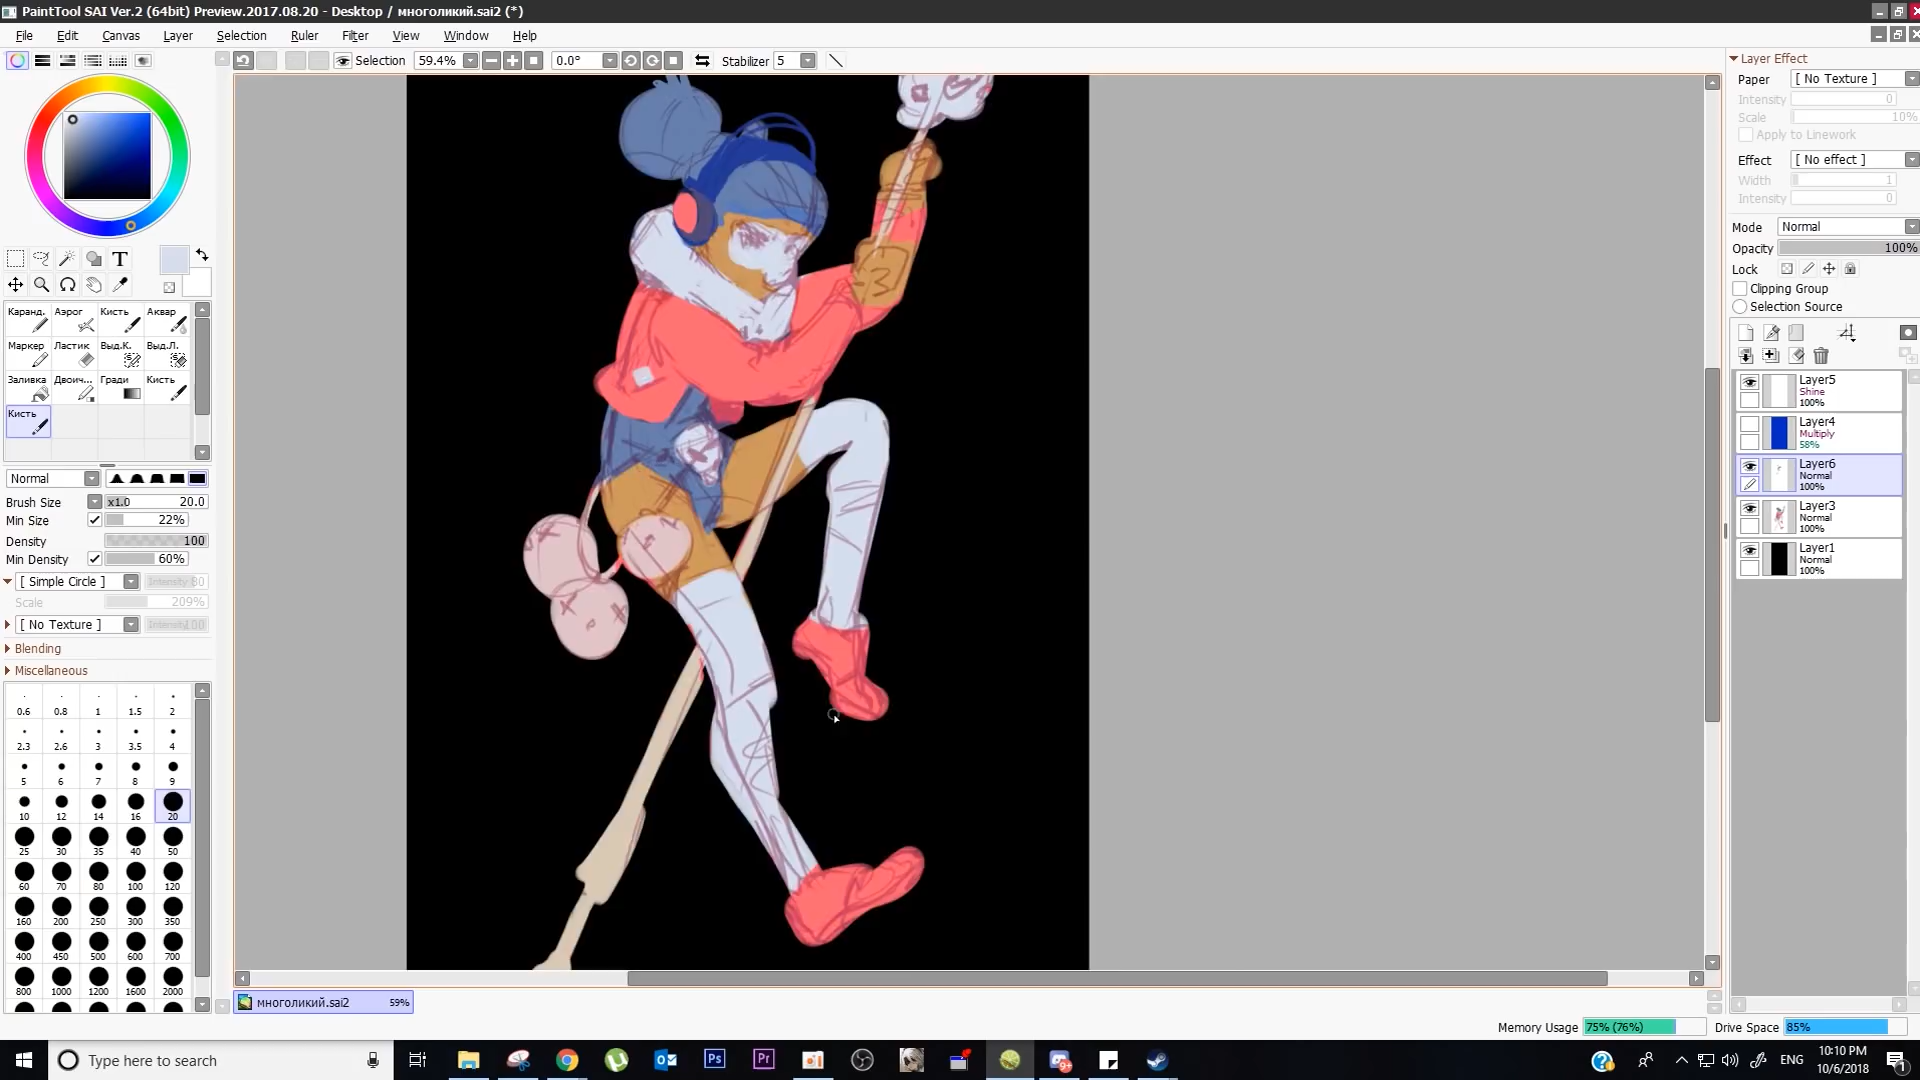 PaintTool SAI Ver.2 (64bit) Preview.2017.08.20 - Desktop / многоликий.sai2 (*)
File Edit Canvas Layer Selection Ruler Filter View Window Help
Selection 59.4% 0.0° Stabilizer 5
T
Каранд. Аэрог Кисть Аквар
Маркер Ластик Выд.К. Выд.Л.
Заливка Двоич... Гради Кисть
Кисть
Normal
Brush Size x1.0 20.0
Min Size 22%
Density 100
Min Density 60%
[ Simple Circle ] Intensity 80
Scale 209%
[ No Texture ] Intensity 100
Blending
Miscellaneous
0.6 0.8 1 1.5 2
2.3 2.6 3 3.5 4
5 6 7 8 9
10 12 14 16 20
25 30 35 40 50
60 70 80 100 120
160 200 250 300 350
400 450 500 600 700
800 1000 1200 1600 2000
3
многоликий.sai2 59%
Layer Effect
Paper [ No Texture ]
Intensity 0
Scale 10%
Apply to Linework
Effect [ No effect ]
Width 1
Intensity 0
Mode Normal
Opacity 100%
Lock
Clipping Group
Selection Source
Layer5
Shine
100%
Layer4
Multiply
58%
Layer6
Normal
100%
Layer3
Normal
100%
Layer1
Normal
100%
Memory Usage 75% (76%) Drive Space 85%
Type here to search
Ps Pr
9+
ENG
10:10 PM
10/6/2018
1